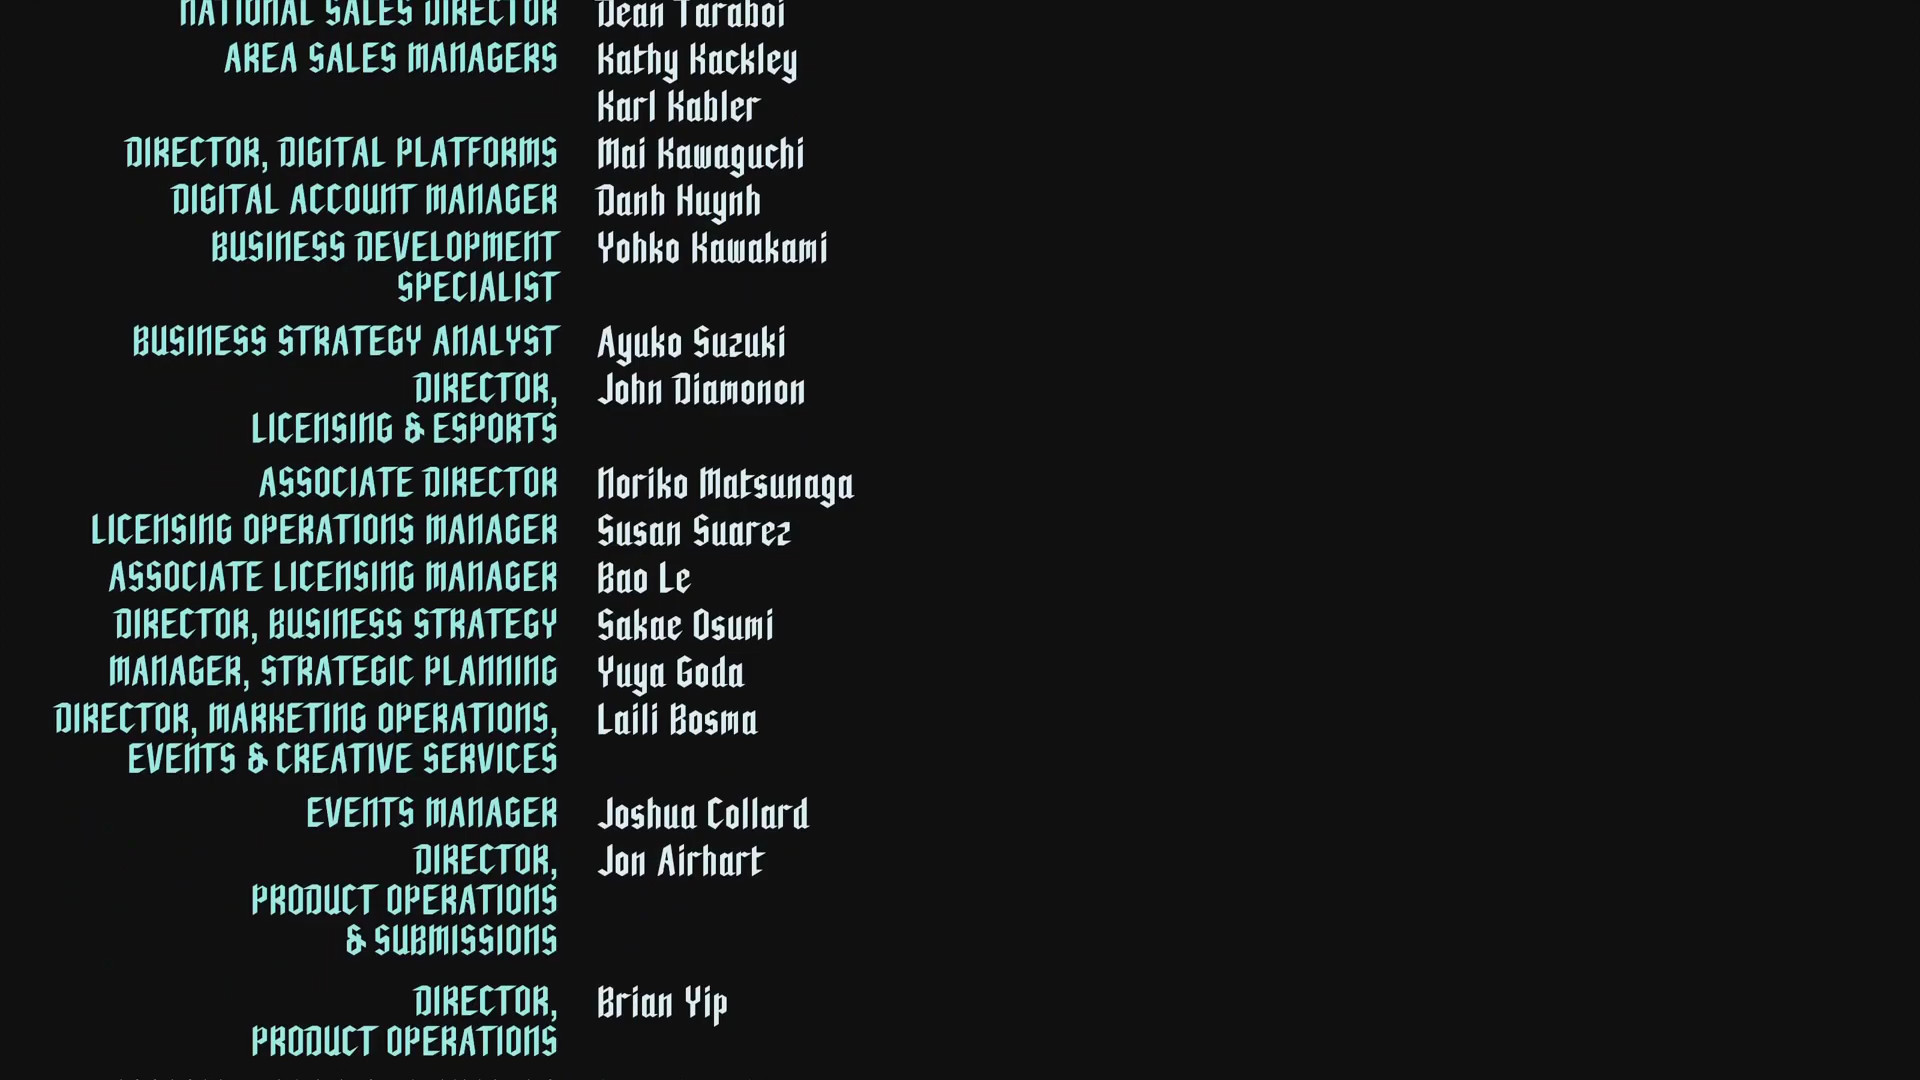 NATIONAL SALES DIRECTOR Dean Taraboi
AREA SALES MANAGERS Kathy Kackley
Karl Kabler
DIRECTOR, DIGITAL PLATFORMS Mai Kawaguchi
DIGITAL ACCOUNT MANAGER Danh Huynh
BUSINESS DEVELOPMENT Yohko Kawakami
SPECIALIST
BUSINESS STRATEGY ANALYST Ayuko Suzuki
DIRECTOR, John Diamonon
LICENSING & ESPORTS
ASSOCIATE DIRECTOR Noriko Matsunaga
LICENSING OPERATIONS MANAGER Susan Suarez
ASSOCIATE LICENSING MANAGER Bao Le
DIRECTOR, BUSINESS STRATEGY Sakae Osumi
MANAGER, STRATEGIC PLANNING Yuya Goda
DIRECTOR, MARKETING OPERATIONS, Laili Bosma
EVENTS & CREATIVE SERVICES
EVENTS MANAGER Joshua Collard
DIRECTOR, Jon Airhart
PRODUCT OPERATIONS
& SUBMISSIONS
DIRECTOR, Brian Yip
PRODUCT OPERATIONS